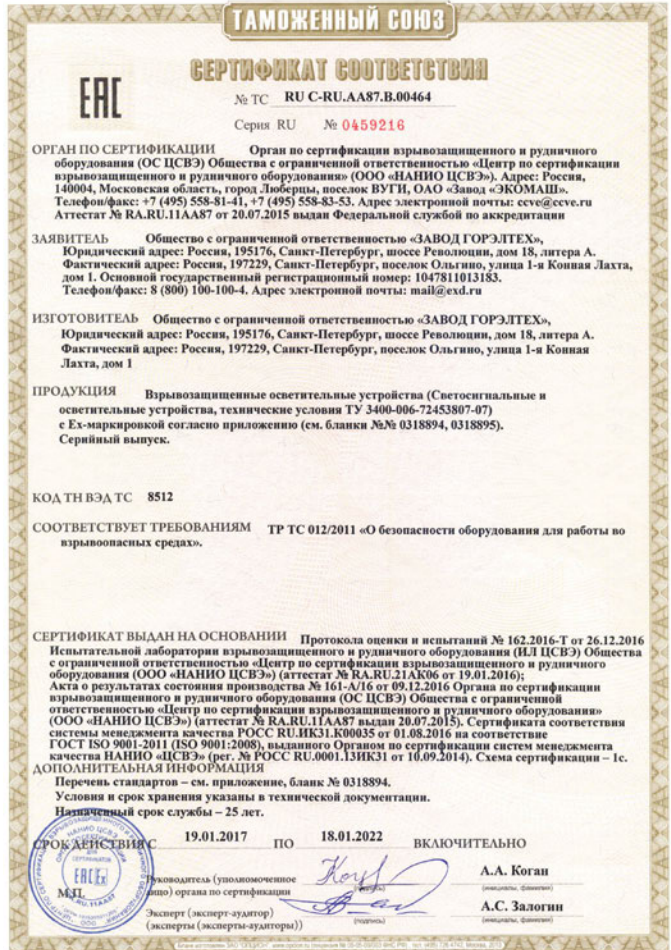 ТАМОЖЕННЫЙ СОЮЗ
СЕРТИФИКАТ СООТВЕТСТВИЯ
ЕАС
№ ТС RU C-RU.АА87.В.00464
Серия RU № 0459216
ОРГАН ПО СЕРТИФИКАЦИИ Орган по сертификации взрывозащищенного и рудничного
оборудования (ОС ЦСВЭ) Общества с ограниченной ответственностью «Центр по сертификации
взрывозащищенного и рудничного оборудования» (ООО «НАНИО ЦСВЭ»). Адрес: Россия,
140004, Московская область, город Люберцы, поселок ВУГИ, ОАО «Завод «ЭКОМАШ».
Телефон/факс: +7 (495) 558-81-41, +7 (495) 558-83-53. Адрес электронной почты: ccve@ccve.ru
Аттестат № RA.RU.11АА87 от 20.07.2015 выдан Федеральной службой по аккредитации
ЗАЯВИТЕЛЬ Общество с ограниченной ответственностью «ЗАВОД ГОРЭЛТЕХ»,
Юридический адрес: Россия, 195176, Санкт-Петербург, шоссе Революции, дом 18, литера А.
Фактический адрес: Россия, 197229, Санкт-Петербург, поселок Ольгино, улица 1-я Конная Лахта,
дом 1. Основной государственный регистрационный номер: 1047811013183.
Телефон/факс: 8 (800) 100-100-4. Адрес электронной почты: mail@exd.ru
ИЗГОТОВИТЕЛЬ Общество с ограниченной ответственностью «ЗАВОД ГОРЭЛТЕХ»,
Юридический адрес: Россия, 195176, Санкт-Петербург, шоссе Революции, дом 18, литера А.
Фактический адрес: Россия, 197229, Санкт-Петербург, поселок Ольгино, улица 1-я Конная
Лахта, дом 1
ПРОДУКЦИЯ Взрывозащищенные осветительные устройства (Светосигнальные и
осветительные устройства, технические условия ТУ 3400-006-72453807-07)
с Ех-маркировкой согласно приложению (см. бланки №№ 0318894, 0318895).
Серийный выпуск.
КОД ТН ВЭД ТС 8512
СООТВЕТСТВУЕТ ТРЕБОВАНИЯМ ТР ТС 012/2011 «О безопасности оборудования для работы во
взрывоопасных средах».
СЕРТИФИКАТ ВЫДАН НА ОСНОВАНИИ Протокола оценки и испытаний № 162.2016-Т от 26.12.2016
Испытательной лаборатории взрывозащищенного и рудничного оборудования (ИЛ ЦСВЭ) Общества
с ограниченной ответственностью «Центр по сертификации взрывозащищенного и рудничного
оборудования (ООО «НАНИО ЦСВЭ») (аттестат № RA.RU.21АК06 от 19.01.2016);
Акта о результатах состояния производства № 161-А/16 от 09.12.2016 Органа по сертификации
взрывозащищенного и рудничного оборудования (ОС ЦСВЭ) Общества с ограниченной
ответственностью «Центр по сертификации взрывозащищенного и рудничного оборудования»
(ООО «НАНИО ЦСВЭ») (аттестат № RA.RU.11АА87 выдан 20.07.2015). Сертификата соответствия
системы менеджмента качества РОСС RU.ИК31.К00035 от 01.08.2016 на соответствие
ГОСТ ISO 9001-2011 (ISO 9001:2008), выданного Органом по сертификации систем менеджмента
качества НАНИО «ЦСВЭ» (рег. № РОСС RU.0001.13ИК31 от 10.09.2014). Схема сертификации – 1с.
ДОПОЛНИТЕЛЬНАЯ ИНФОРМАЦИЯ
Перечень стандартов – см. приложение, бланк № 0318894.
Условия и срок хранения указаны в технической документации.
Назначенный срок службы – 25 лет.
СРОК ДЕЙСТВИЯ С 19.01.2017 ПО 18.01.2022 ВКЛЮЧИТЕЛЬНО
М.П.
Руководитель (уполномоченное
лицо) органа по сертификации
(подпись)
А.А. Коган
(инициалы, фамилия)
Эксперт (эксперт-аудитор)
(эксперты (эксперты-аудиторы))
(подпись)
А.С. Залогин
(инициалы, фамилия)